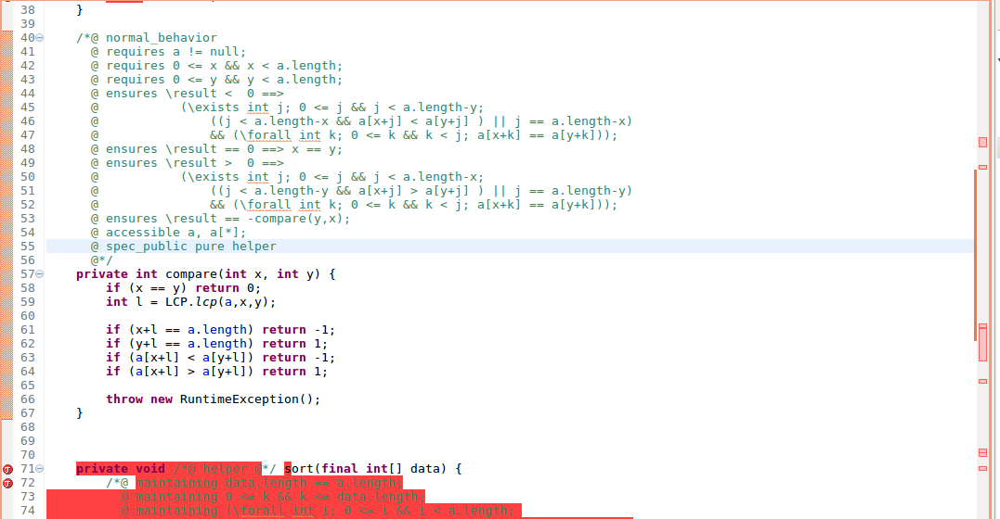 38     }
39
40     /*@ normal_behavior
41       @ requires a != null;
42       @ requires 0 <= x && x < a.length;
43       @ requires 0 <= y && y < a.length;
44       @ ensures \result <  0 ==>
45       @           (\exists int j; 0 <= j && j < a.length-y;
46       @               ((j < a.length-x && a[x+j] < a[y+j] ) || j == a.length-x)
47       @               && (\forall int k; 0 <= k && k < j; a[x+k] == a[y+k]));
48       @ ensures \result == 0 ==> x == y;
49       @ ensures \result >  0 ==>
50       @           (\exists int j; 0 <= j && j < a.length-x;
51       @               ((j < a.length-y && a[x+j] > a[y+j] ) || j == a.length-y)
52       @               && (\forall int k; 0 <= k && k < j; a[x+k] == a[y+k]));
53       @ ensures \result == -compare(y,x);
54       @ accessible a, a[*];
55       @ spec_public pure helper
56       @*/
57     private int compare(int x, int y) {
58         if (x == y) return 0;
59         int l = LCP.lcp(a,x,y);
60
61         if (x+l == a.length) return -1;
62         if (y+l == a.length) return 1;
63         if (a[x+l] < a[y+l]) return -1;
64         if (a[x+l] > a[y+l]) return 1;
65
66         throw new RuntimeException();
67     }
68
69
70
71     private void /*@ helper @*/ sort(final int[] data) {
72         /*@ maintaining data.length == a.length;
73           @ maintaining 0 <= k && k <= data.length;
74           @ maintaining (\forall int i; 0 <= i && i < a.length;